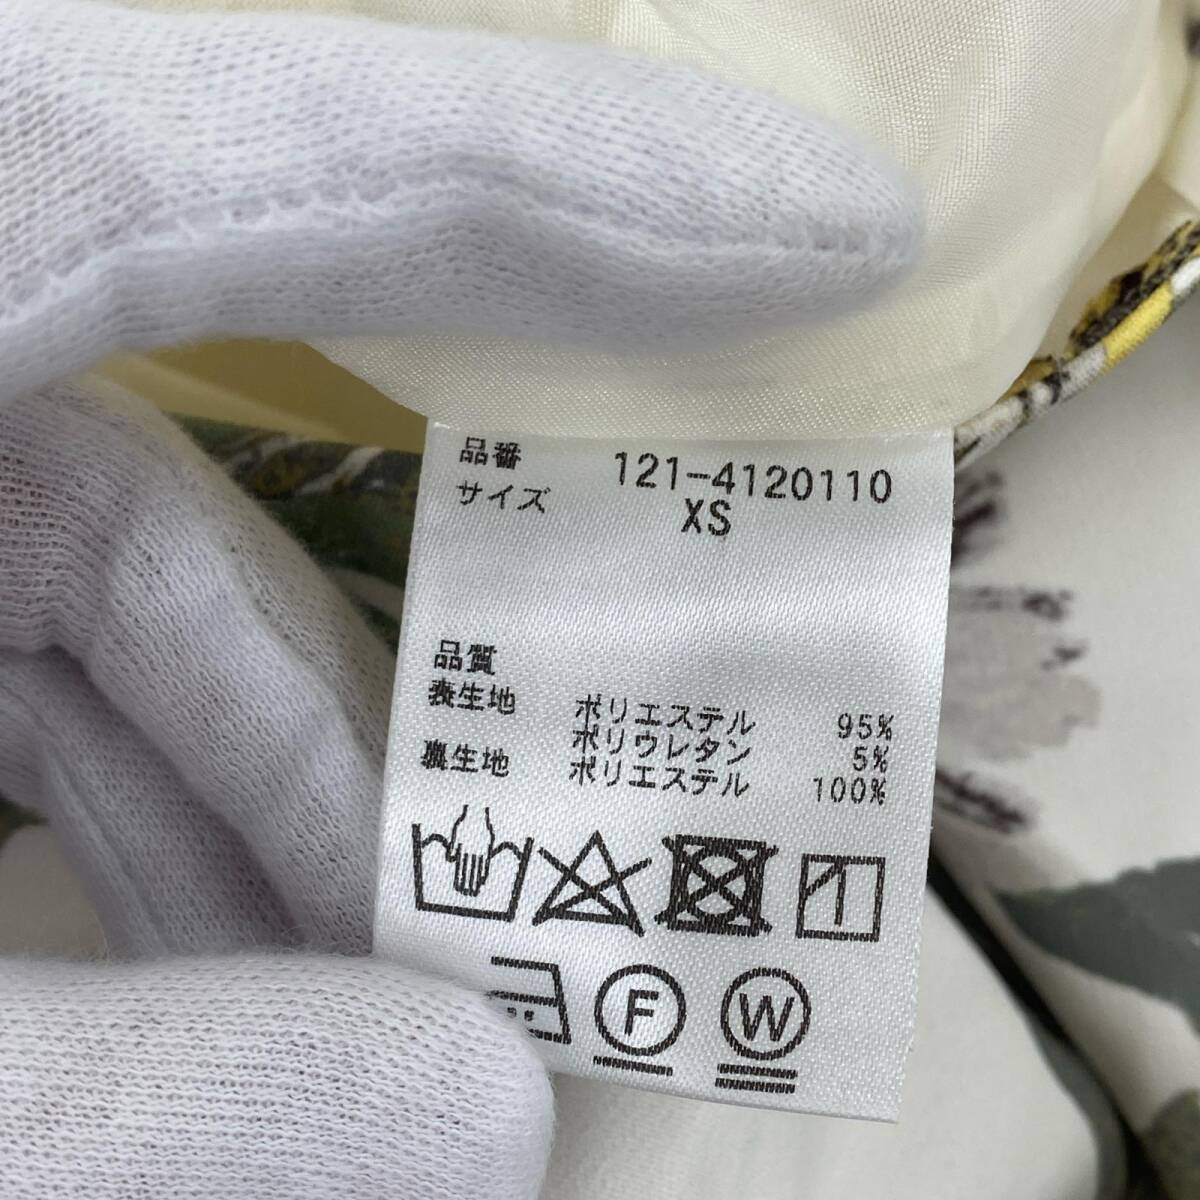 品番 121-4120110
サイズ XS
品質
表生地 ポリエステル 95%
ポリウレタン 5%
裏生地 ポリエステル 100%
F W